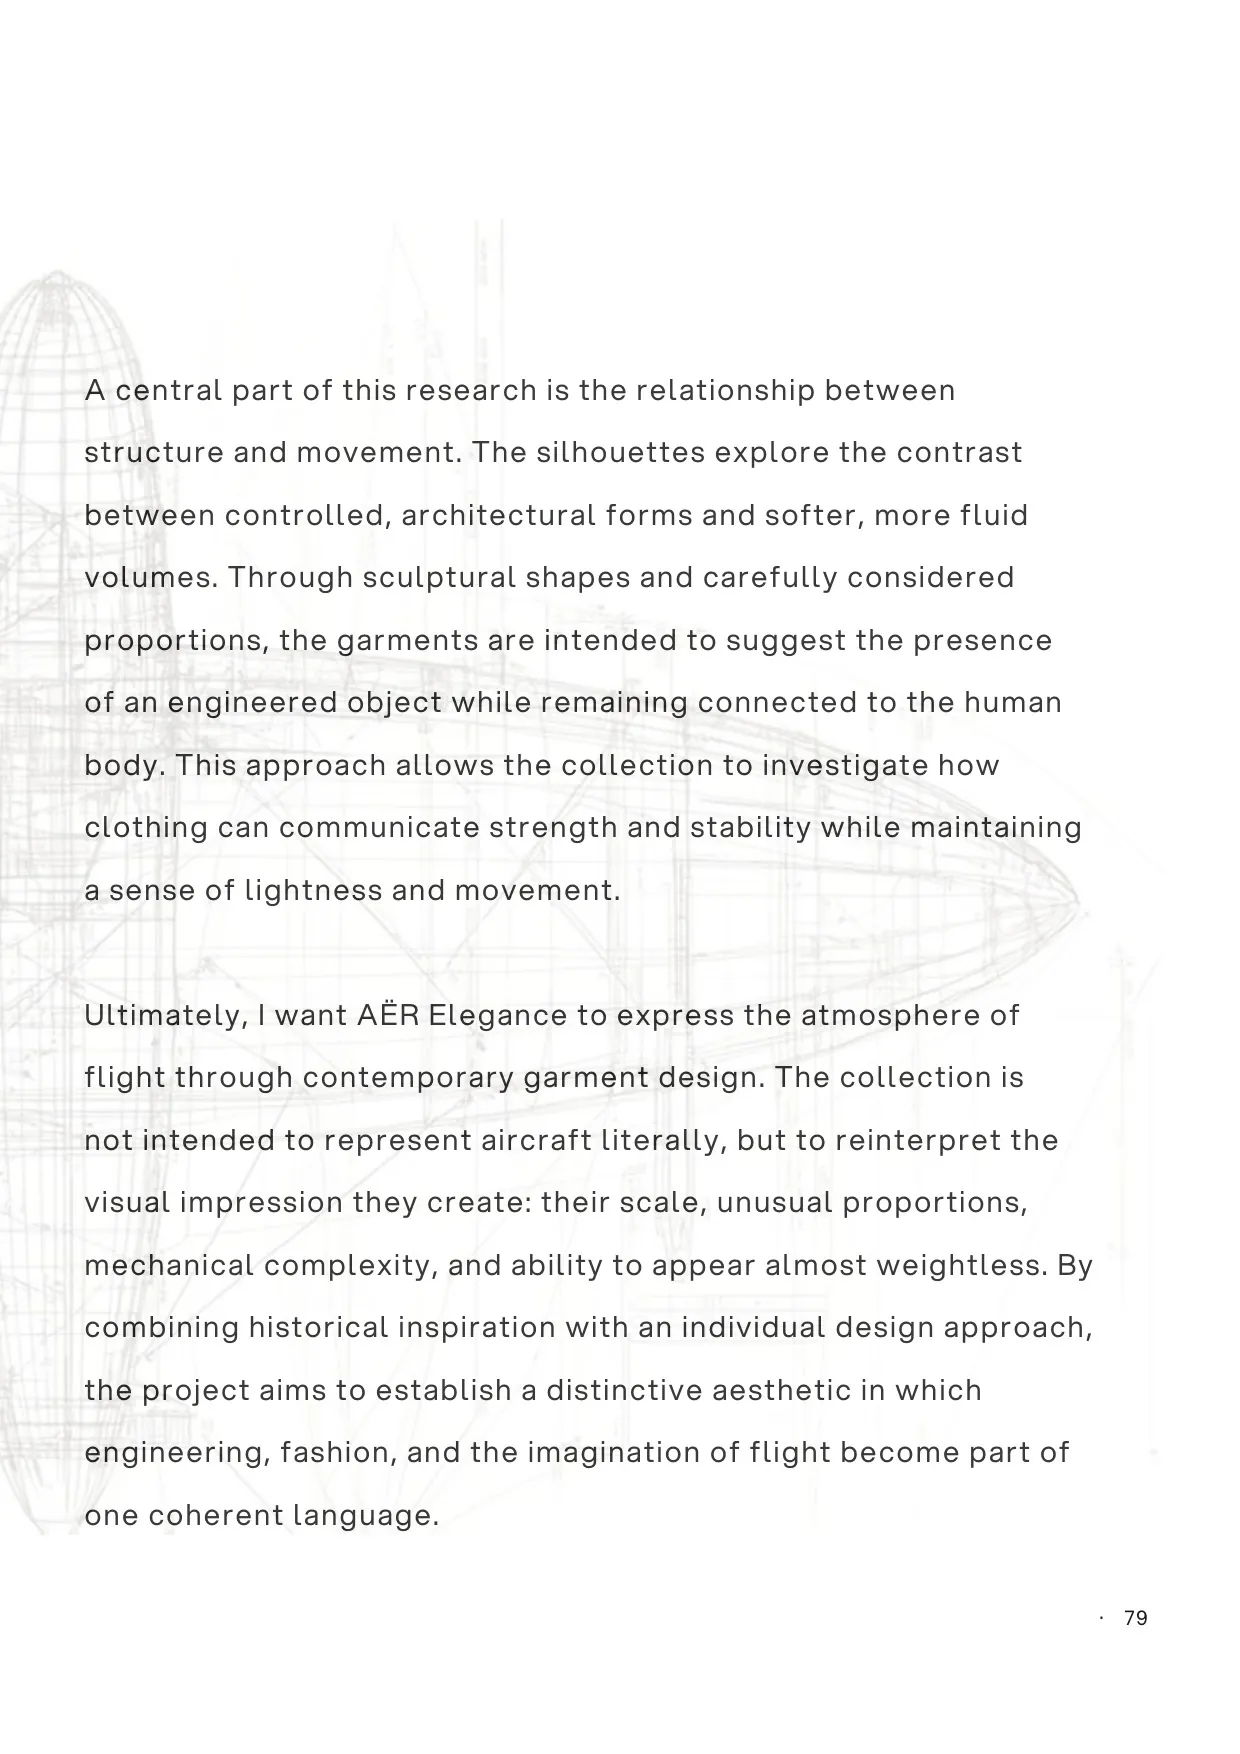 A central part of this research is the relationship between
structure and movement. The silhouettes explore the contrast
between controlled, architectural forms and softer, more fluid
volumes. Through sculptural shapes and carefully considered
proportions, the garments are intended to suggest the presence
of an engineered object while remaining connected to the human
body. This approach allows the collection to investigate how
clothing can communicate strength and stability while maintaining
a sense of lightness and movement.
Ultimately, I want AËR Elegance to express the atmosphere of
flight through contemporary garment design. The collection is
not intended to represent aircraft literally, but to reinterpret the
visual impression they create: their scale, unusual proportions,
mechanical complexity, and ability to appear almost weightless. By
combining historical inspiration with an individual design approach,
the project aims to establish a distinctive aesthetic in which
engineering, fashion, and the imagination of flight become part of
one coherent language.
· 79